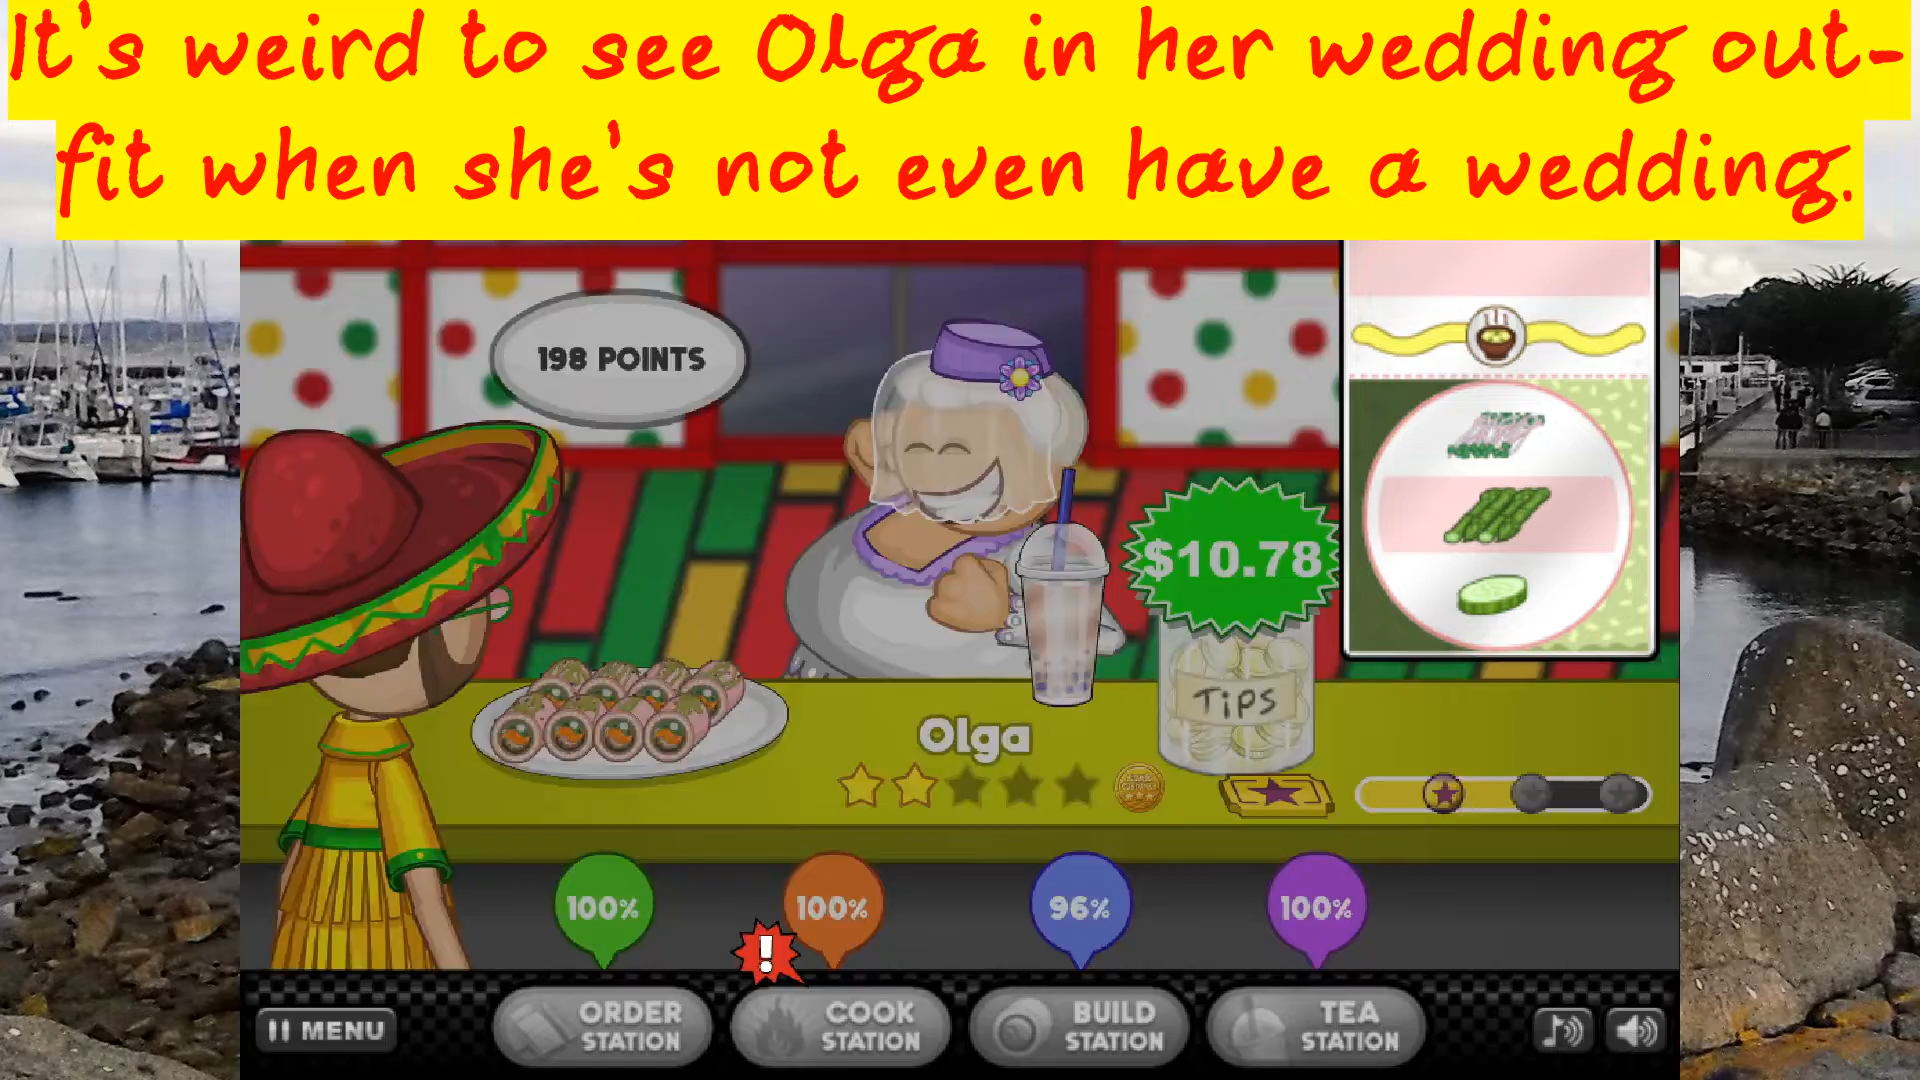 It's weird to see Olga in her wedding out-
fit when she's not even have a wedding.
198 POINTS
$10.78
TiPS
Olga
100%
100%
96%
100%
!
MENU
ORDER
STATION
COOK
STATION
BUILD
STATION
TEA
STATION